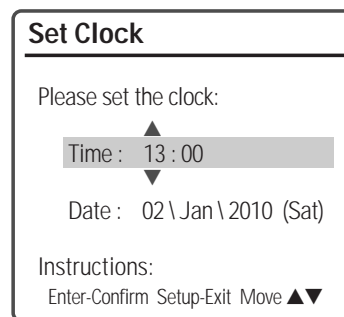 Set Clock
Please set the clock:
Time : 13 : 00
Date : 02 \ Jan \ 2010 (Sat)
Instructions:
Enter-Confirm Setup-Exit Move ▲▼